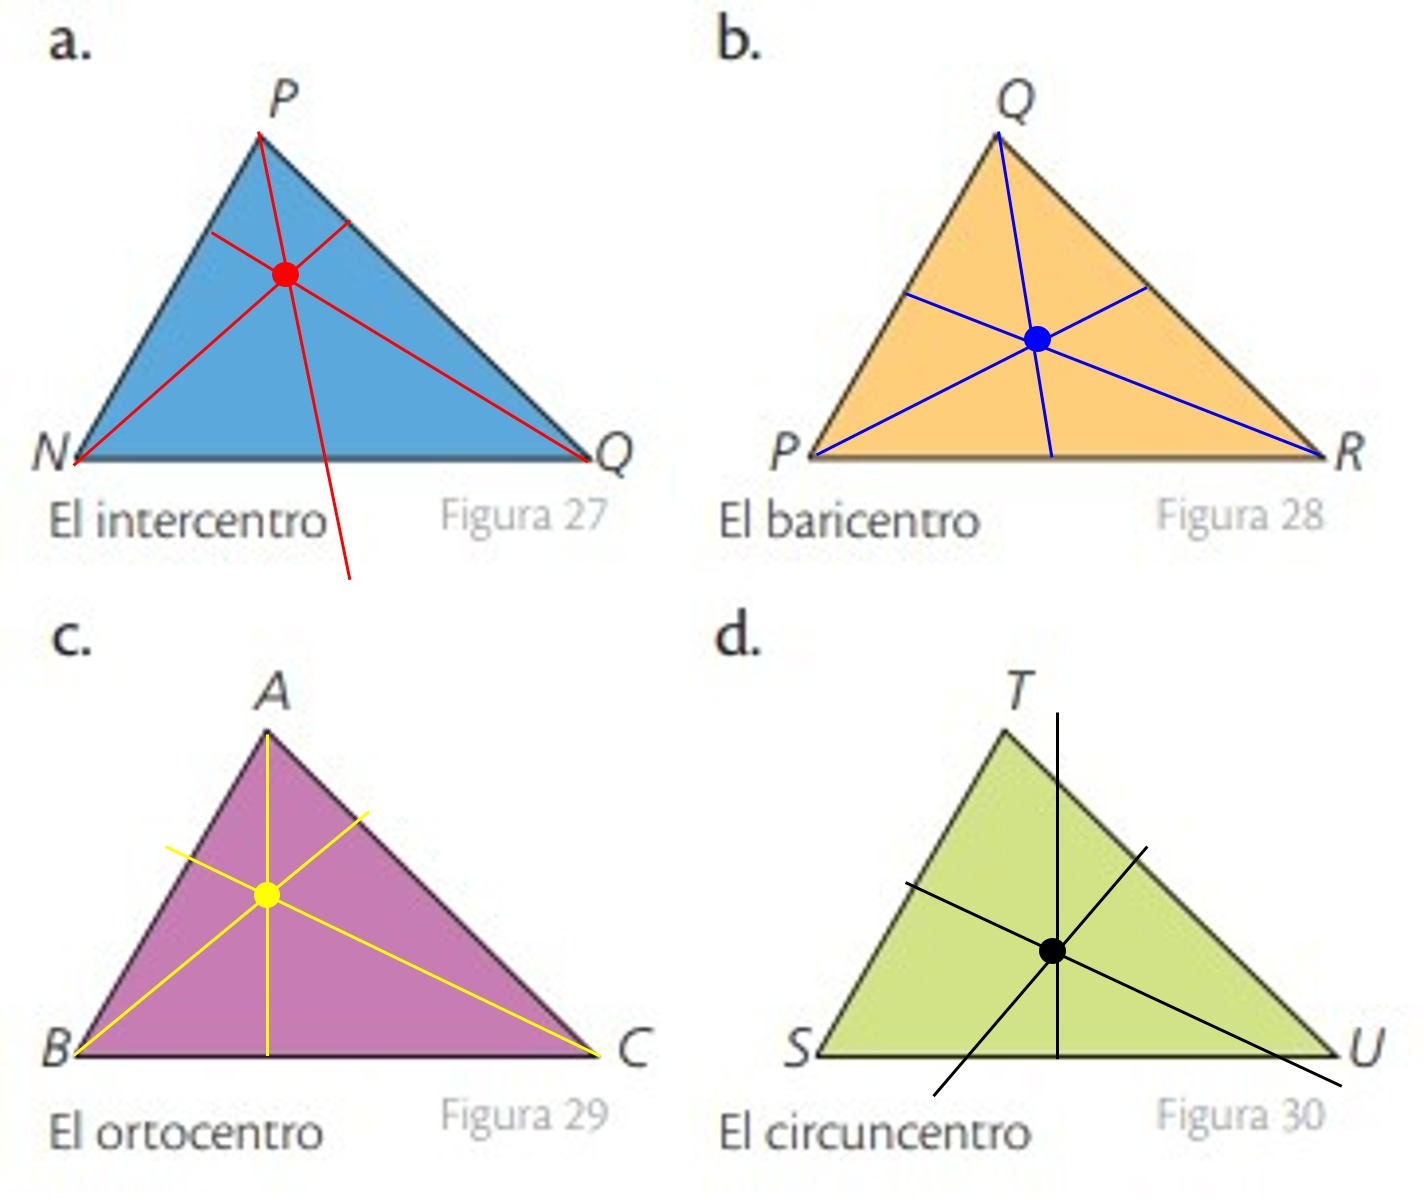 a.
P
N
Q
El intercentro
Figura 27
b.
Q
P
R
El baricentro
Figura 28
c.
A
B
C
El ortocentro
Figura 29
d.
T
S
U
El circuncentro
Figura 30